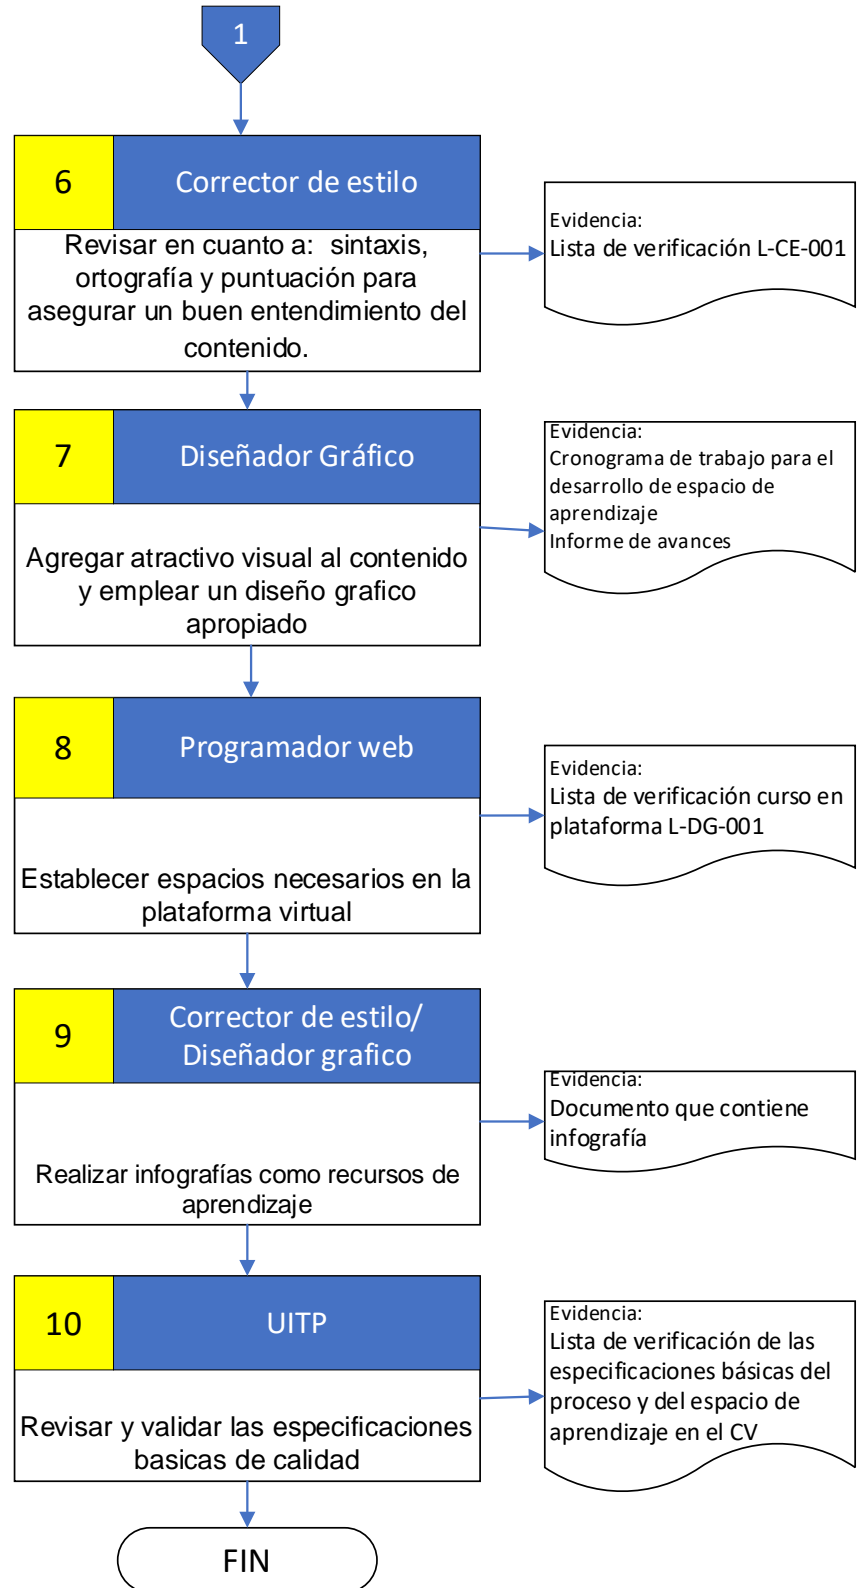 1
6
Corrector de estilo
Revisar en cuanto a: sintaxis,
ortografía y puntuación para
asegurar un buen entendimiento del
contenido.
Evidencia:
Lista de verificación L-CE-001
7
Diseñador Gráfico
Agregar atractivo visual al contenido
y emplear un diseño grafico
apropiado
Evidencia:
Cronograma de trabajo para el
desarrollo de espacio de
aprendizaje
Informe de avances
8
Programador web
Establecer espacios necesarios en la
plataforma virtual
Evidencia:
Lista de verificación curso en
plataforma L-DG-001
9
Corrector de estilo/
Diseñador grafico
Realizar infografías como recursos de
aprendizaje
Evidencia:
Documento que contiene
infografía
10
UITP
Revisar y validar las especificaciones
basicas de calidad
Evidencia:
Lista de verificación de las
especificaciones básicas del
proceso y del espacio de
aprendizaje en el CV
FIN